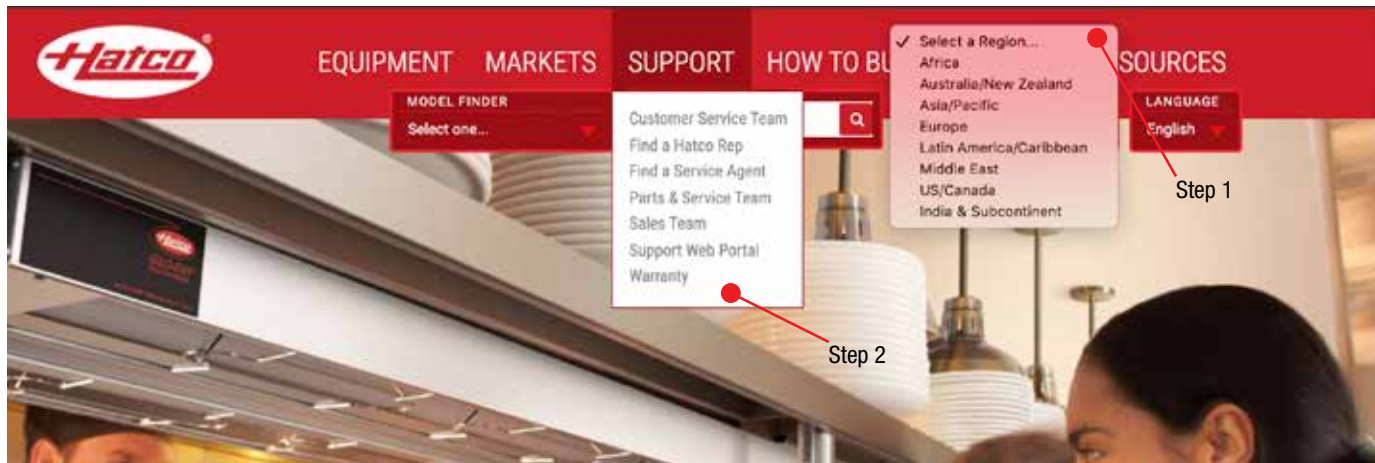 Hatco
EQUIPMENT MARKETS SUPPORT HOW TO BU SOURCES
MODEL FINDER
Select one...
Customer Service Team
Find a Hatco Rep
Find a Service Agent
Parts & Service Team
Sales Team
Support Web Portal
Warranty
✓ Select a Region...
Africa
Australia/New Zealand
Asia/Pacific
Europe
Latin America/Caribbean
Middle East
US/Canada
India & Subcontinent
LANGUAGE
English
Step 1
Step 2
Hatco